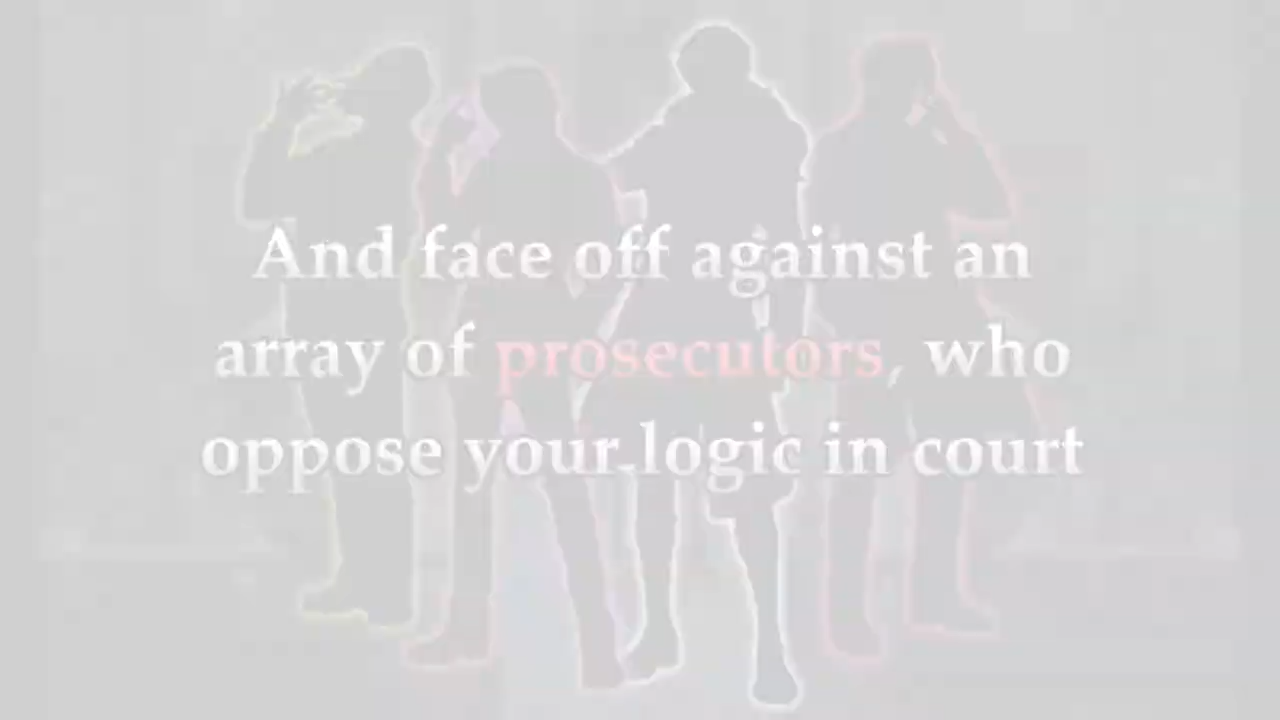 And face off against an
array of prosecutors, who
oppose your logic in court